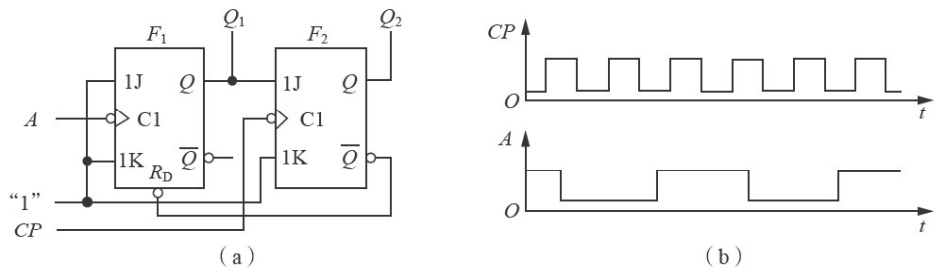 Q1 Q2
F1 F2
1J Q 1J Q
A C1 C1
1K Q̅ 1K Q̅
RD
“1”
CP
(a)
CP
O
t
A
O
t
(b)